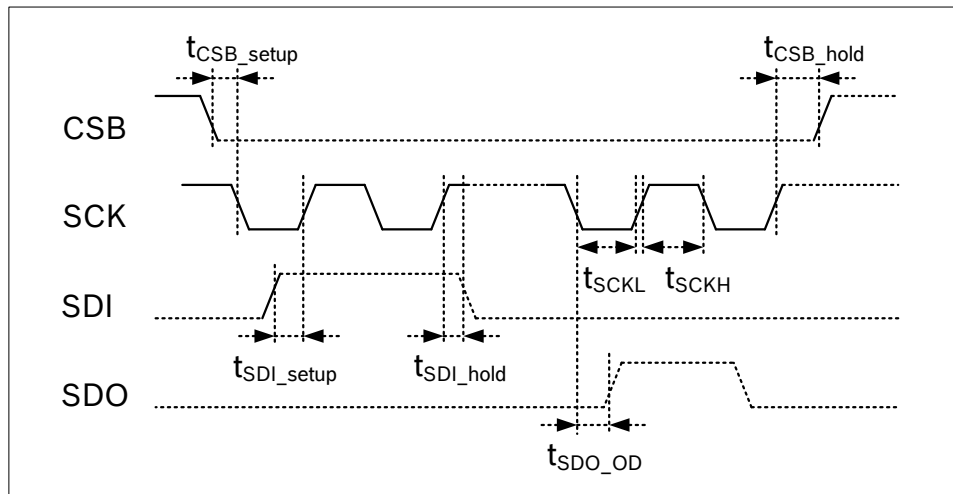 tCSB_setup
tCSB_hold
CSB
SCK
tSCKL
tSCKH
SDI
tSDI_setup
tSDI_hold
SDO
tSDO_OD